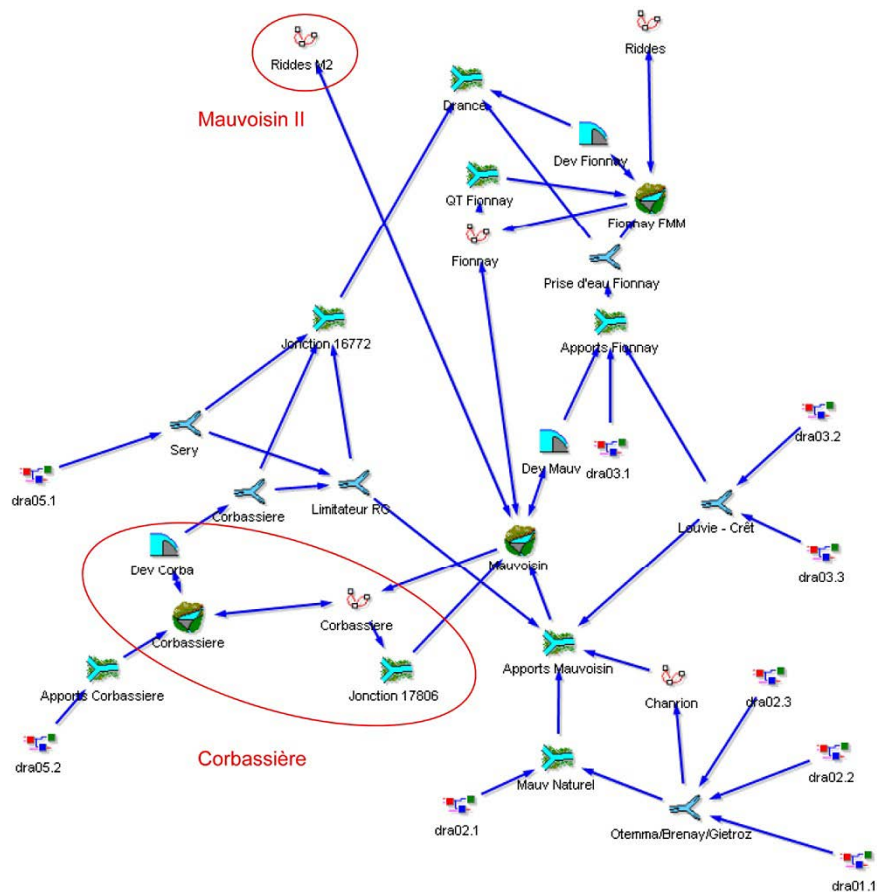 Riddes M2
Riddes
Mauvoisin II
Drance
Dev Fionnay
QT Fionnay
Fionnay FMM
Fionnay
Prise d'eau Fionnay
Jonction 16772
Apports Fionnay
dra03.2
Sery
Dev Mauv
dra03.1
dra05.1
Corbassiere
Limitateur RG
Louvie - Crêt
Dev Corba
Mauvoisin
dra03.3
Corbassiere
Corbassiere
Apports Mauvoisin
Apports Corbassiere
Jonction 17806
Chanrion
dra02.3
Corbassière
dra05.2
Mauv Naturel
dra02.2
dra02.1
Otemma/Brenay/Gietroz
dra01.1